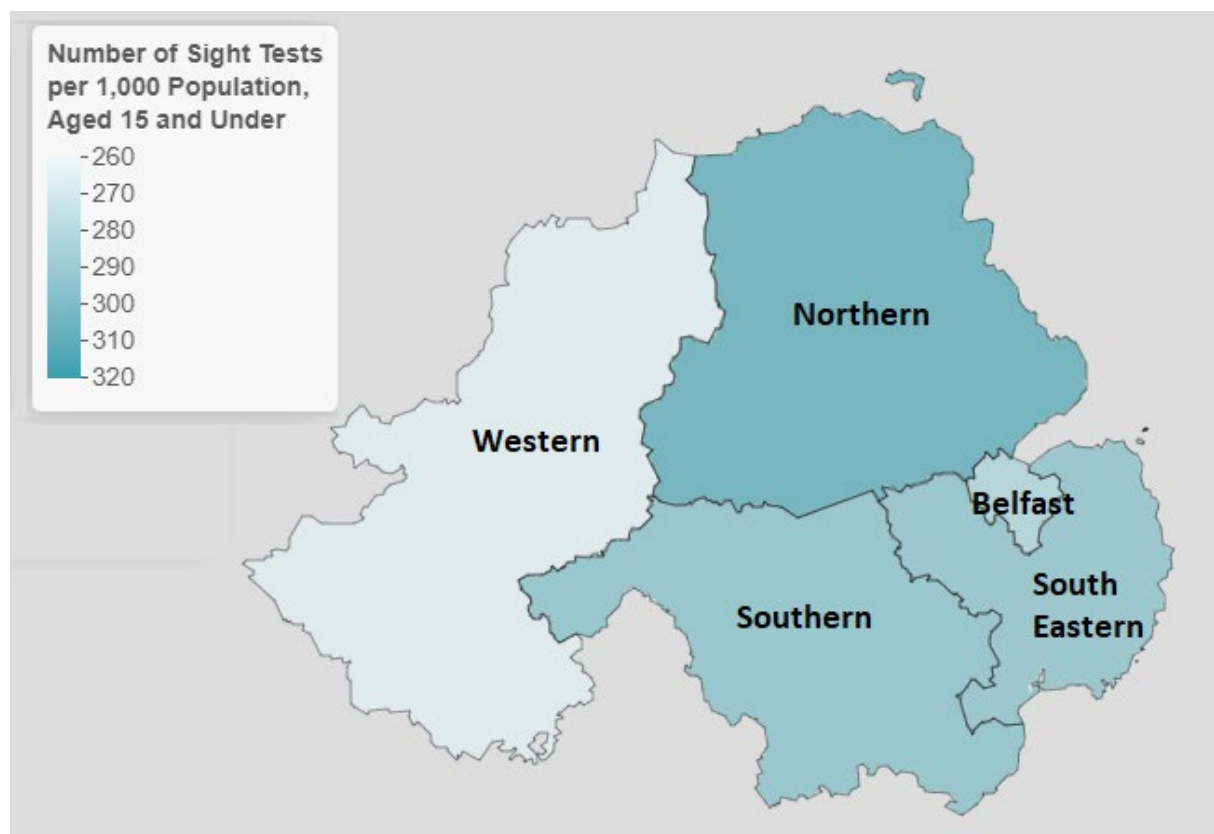 Number of Sight Tests
per 1,000 Population,
Aged 15 and Under
260
270
280
290
300
310
320
Northern
Western
Belfast
South
Eastern
Southern